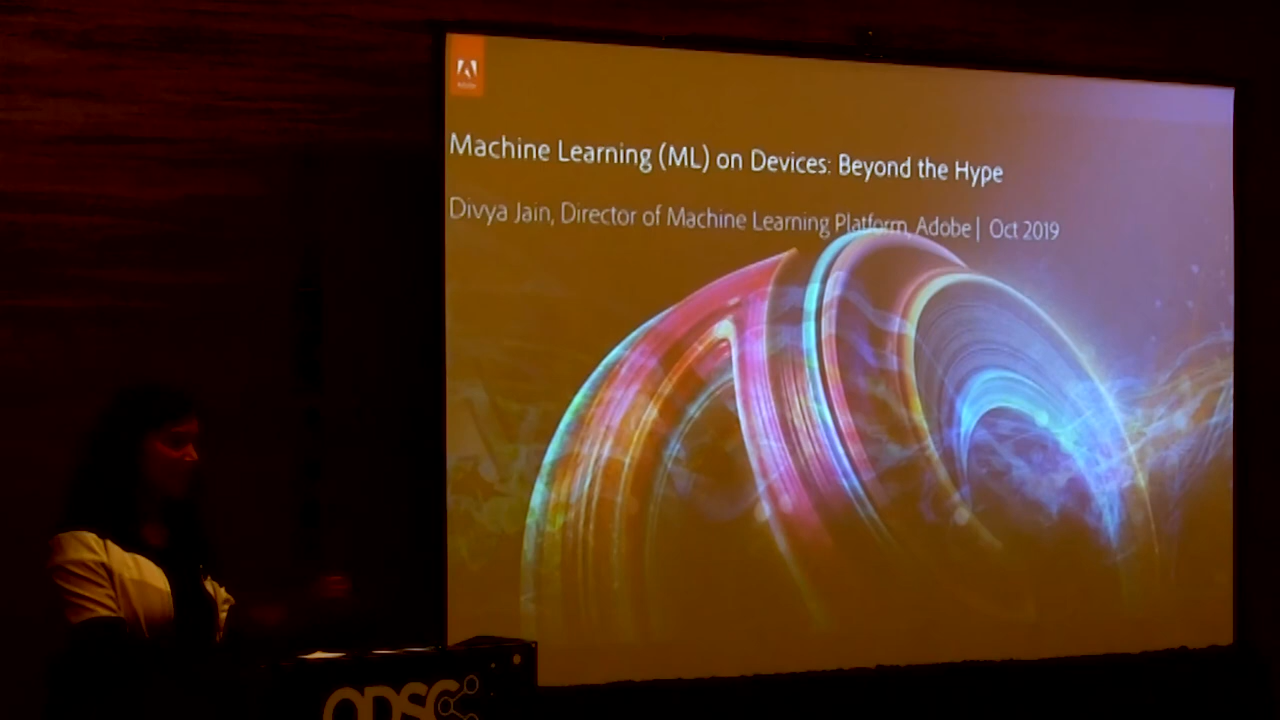 Adobe
Machine Learning (ML) on Devices: Beyond the Hype
Divya Jain, Director of Machine Learning Platform, Adobe | Oct 2019
ODSC